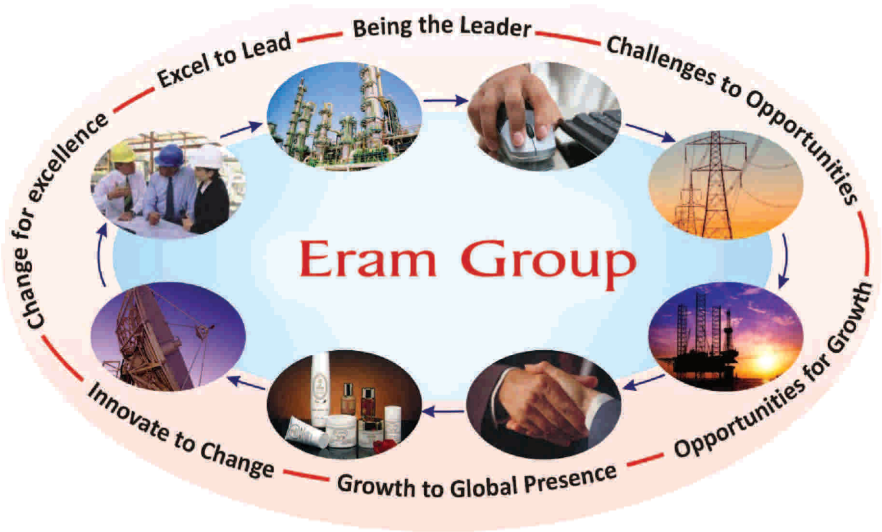 Being the Leader
Challenges to Opportunities
Opportunities for Growth
Growth to Global Presence
Innovate to Change
Change for excellence
Excel to Lead
Eram Group